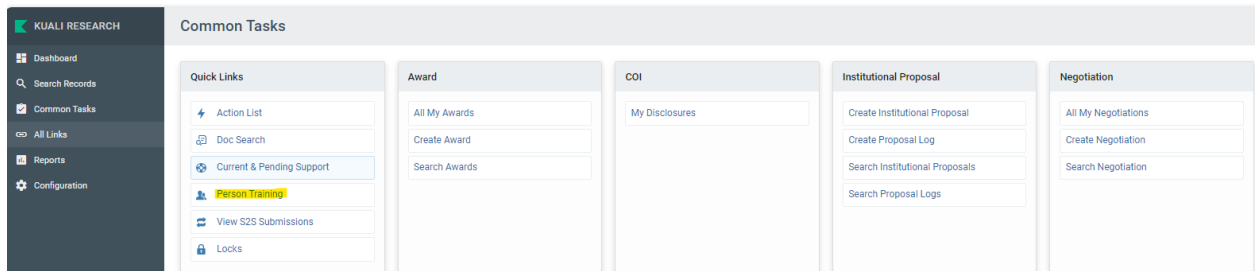 KUALI RESEARCH
Dashboard
Search Records
Common Tasks
All Links
Reports
Configuration
Common Tasks
Quick Links
Action List
Doc Search
Current & Pending Support
Person Training
View S2S Submissions
Locks
Award
All My Awards
Create Award
Search Awards
COI
My Disclosures
Institutional Proposal
Create Institutional Proposal
Create Proposal Log
Search Institutional Proposals
Search Proposal Logs
Negotiation
All My Negotiations
Create Negotiation
Search Negotiation